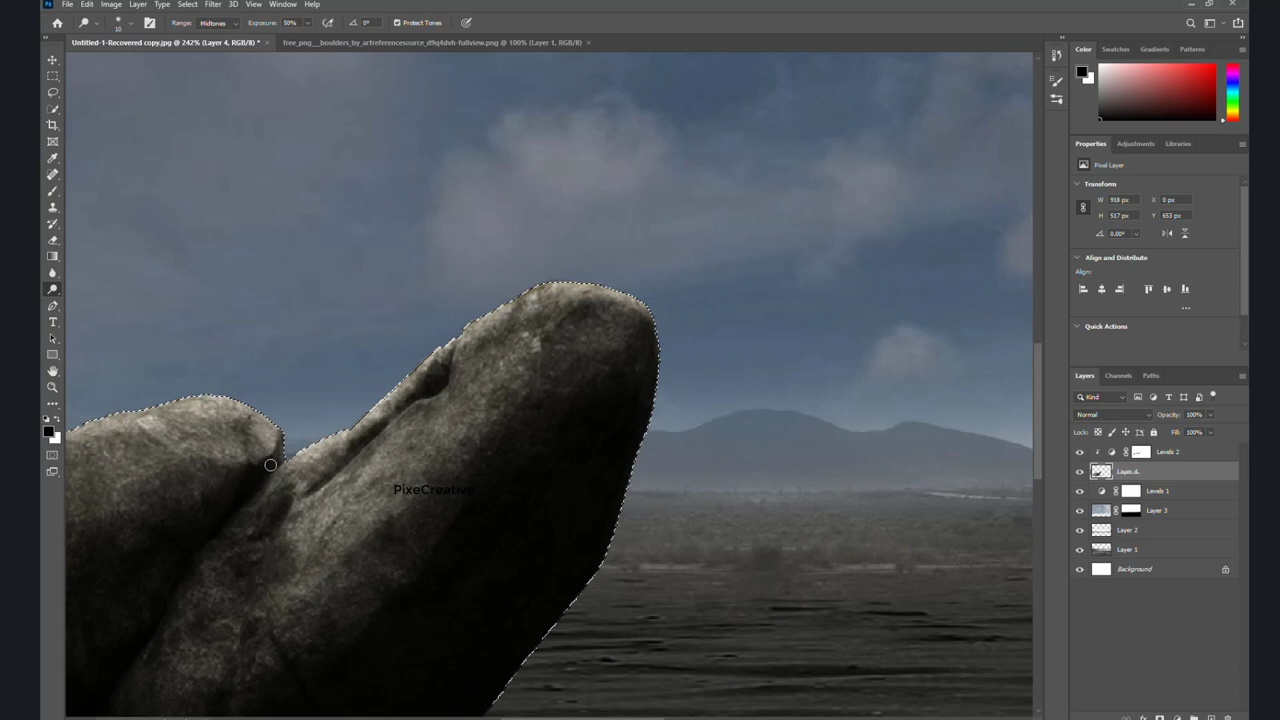 Ps File Edit Image Layer Type Select Filter 3D View Window Help
10 Range: Midtones Exposure: 50% 0° Protect Tones
Untitled-1-Recovered copy.jpg @ 242% (Layer 4, RGB/8) * × free_png__boulders_by_artreferencesource_d9q4dvh-fullview.png @ 100% (Layer 1, RGB/8) ×
Color Swatches Gradients Patterns
Properties Adjustments Libraries
Pixel Layer
Transform
W 918 px X 0 px
H 517 px Y 653 px
0.00°
Align and Distribute
Align:
...
Quick Actions
PixeCreative
Layers Channels Paths
Kind
Normal Opacity: 100%
Lock: Fill: 100%
Levels 2
Layer 4
Levels 1
Layer 3
Layer 2
Layer 1
Background